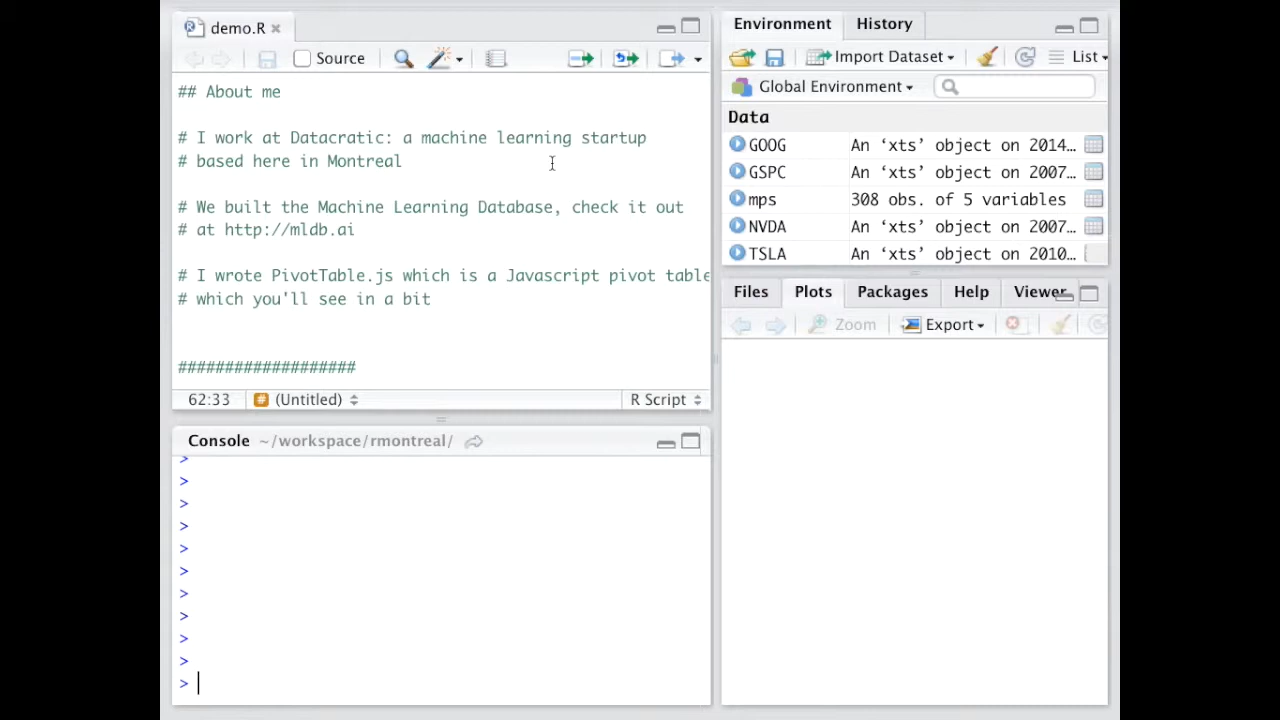 demo.R
Source
## About me
# I work at Datacratic: a machine learning startup
# based here in Montreal
# We built the Machine Learning Database, check it out
# at http://mldb.ai
# I wrote PivotTable.js which is a Javascript pivot table
# which you'll see in a bit
###################
62:33 (Untitled) R Script
Console ~/workspace/rmontreal/
>
>
>
>
>
>
>
>
>
>
>
Environment History
Import Dataset List
Global Environment
Data
GOOG An ‘xts’ object on 2014…
GSPC An ‘xts’ object on 2007…
mps 308 obs. of 5 variables
NVDA An ‘xts’ object on 2007…
TSLA An ‘xts’ object on 2010…
Files Plots Packages Help Viewer
Zoom Export